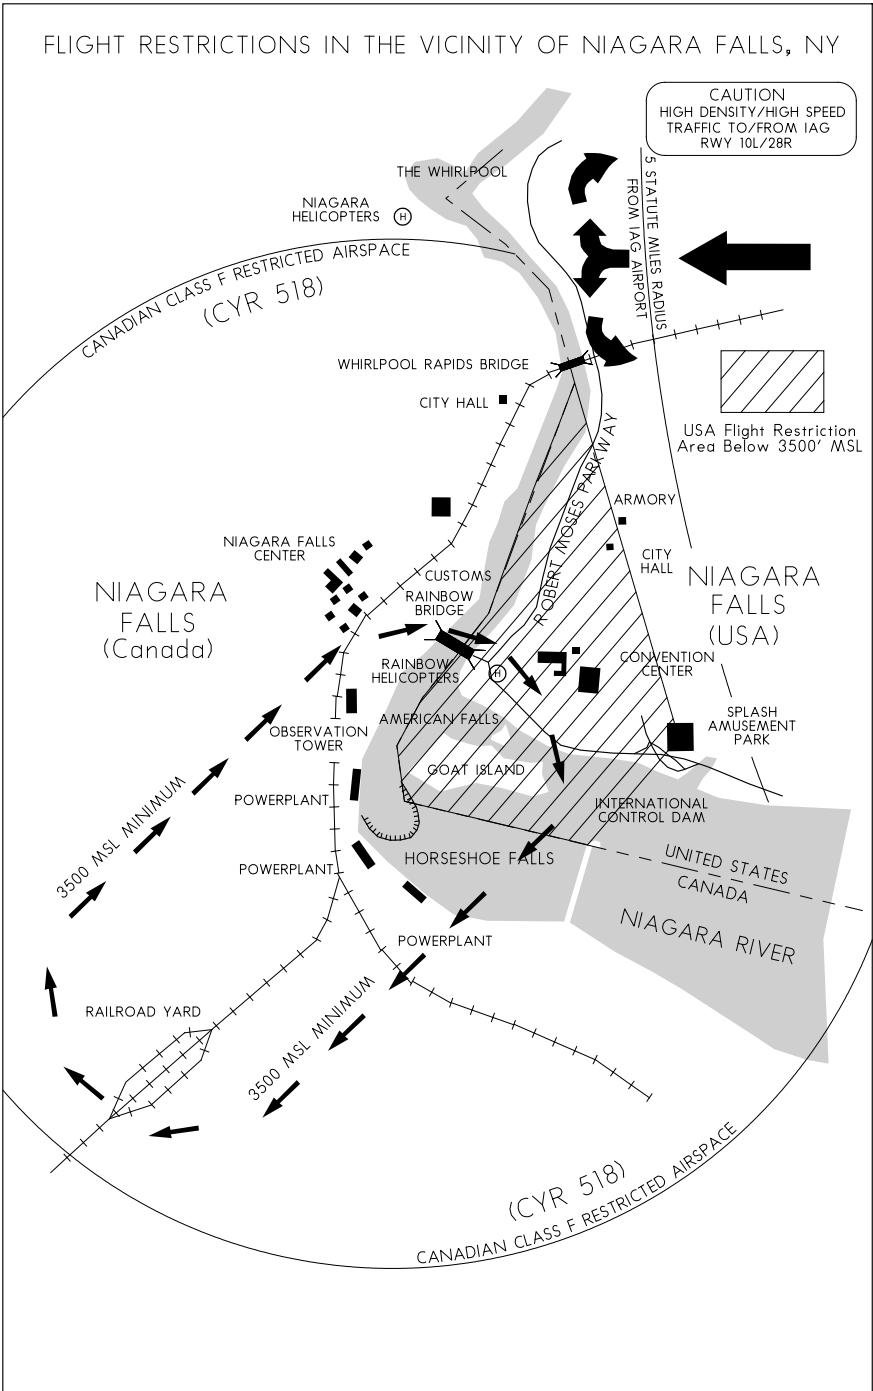 FLIGHT RESTRICTIONS IN THE VICINITY OF NIAGARA FALLS, NY
CAUTION
HIGH DENSITY/HIGH SPEED
TRAFFIC TO/FROM IAG
RWY 10L/28R
THE WHIRLPOOL
NIAGARA
HELICOPTERS
H
5 STATUTE MILES RADIUS
FROM IAG AIRPORT
CANADIAN CLASS F RESTRICTED AIRSPACE
(CYR 518)
WHIRLPOOL RAPIDS BRIDGE
CITY HALL
USA Flight Restriction
Area Below 3500' MSL
ROBERT MOSES PARKWAY
ARMORY
CITY
HALL
NIAGARA FALLS
CENTER
CUSTOMS
RAINBOW
BRIDGE
NIAGARA
FALLS
(Canada)
NIAGARA
FALLS
(USA)
RAINBOW
HELICOPTERS
H
CONVENTION
CENTER
AMERICAN FALLS
OBSERVATION
TOWER
SPLASH
AMUSEMENT
PARK
GOAT ISLAND
POWERPLANT
INTERNATIONAL
CONTROL DAM
3500 MSL MINIMUM
HORSESHOE FALLS
POWERPLANT
UNITED STATES
CANADA
NIAGARA RIVER
POWERPLANT
RAILROAD YARD
3500 MSL MINIMUM
(CYR 518)
CANADIAN CLASS F RESTRICTED AIRSPACE